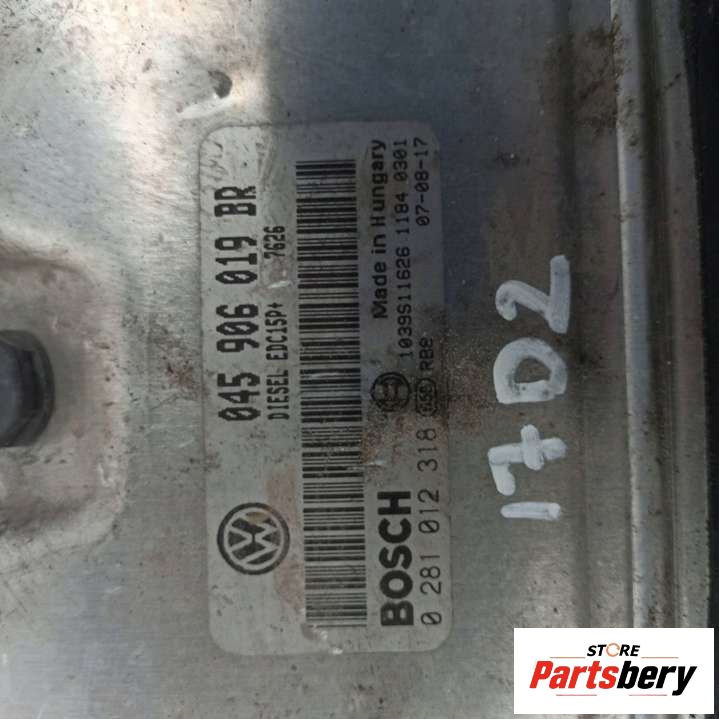 045 906 019 BR
DIESEL EDC15P+ 7626
BOSCH
Made in Hungary
1039S11626 1184 0301
0 281 012 318
RB8
07-08-17
17D2
STORE
Partsbery